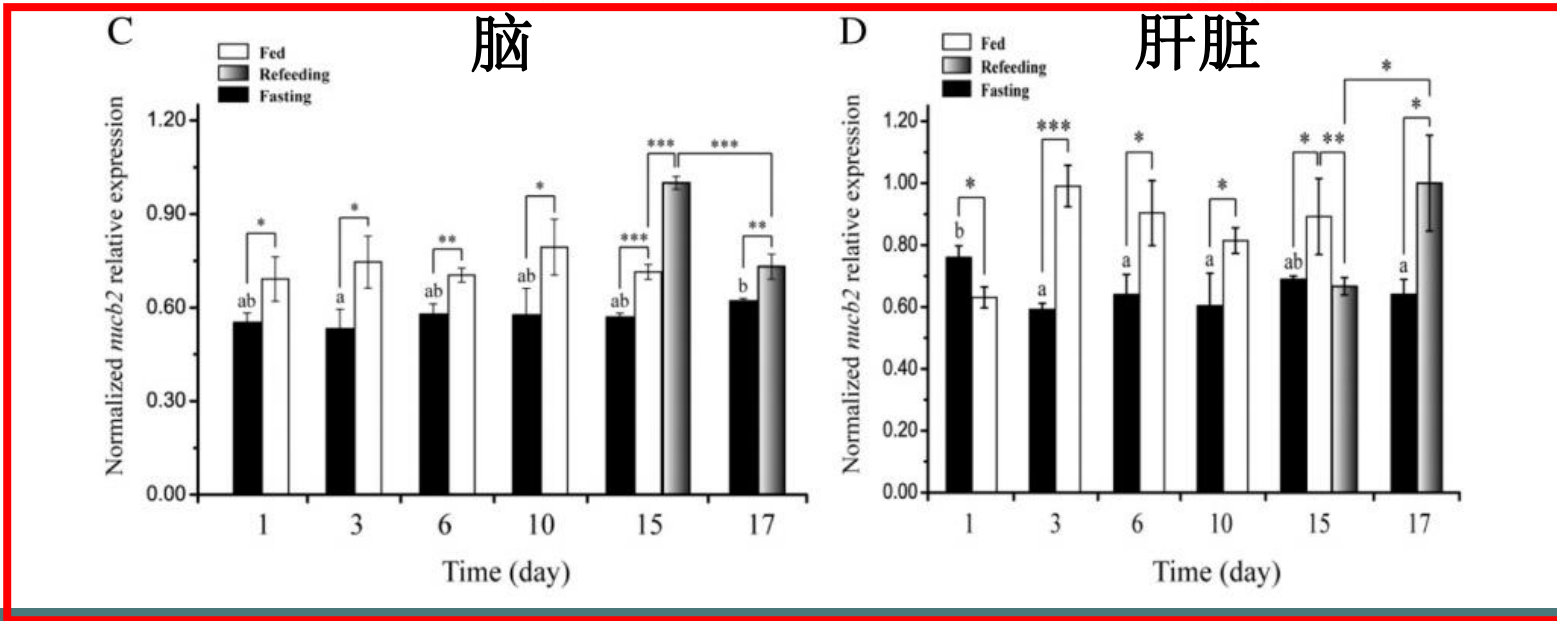 C
脑
Fed
Refeeding
Fasting
Normalized nucb2 relative expression
1.20
0.90
0.60
0.30
0.00
*
*
**
*
***
***
***
**
ab
a
ab
ab
ab
b
1 3 6 10 15 17
Time (day)
D
肝脏
Fed
Refeeding
Fasting
Normalized nucb2 relative expression
1.20
1.00
0.80
0.60
0.40
0.20
0.00
*
***
*
*
*
**
*
*
b
a
a
a
ab
a
1 3 6 10 15 17
Time (day)